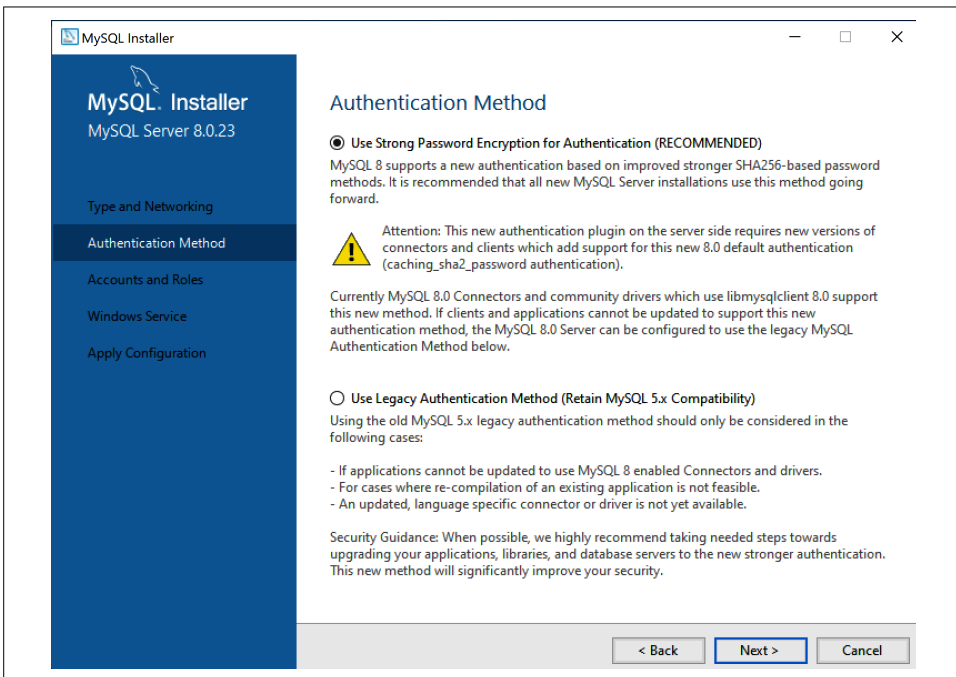 MySQL Installer
MySQL. Installer
MySQL Server 8.0.23
Type and Networking
Authentication Method
Accounts and Roles
Windows Service
Apply Configuration
Authentication Method
Use Strong Password Encryption for Authentication (RECOMMENDED)
MySQL 8 supports a new authentication based on improved stronger SHA256-based password
methods. It is recommended that all new MySQL Server installations use this method going
forward.
Attention: This new authentication plugin on the server side requires new versions of
connectors and clients which add support for this new 8.0 default authentication
(caching_sha2_password authentication).
Currently MySQL 8.0 Connectors and community drivers which use libmysqlclient 8.0 support
this new method. If clients and applications cannot be updated to support this new
authentication method, the MySQL 8.0 Server can be configured to use the legacy MySQL
Authentication Method below.
Use Legacy Authentication Method (Retain MySQL 5.x Compatibility)
Using the old MySQL 5.x legacy authentication method should only be considered in the
following cases:
- If applications cannot be updated to use MySQL 8 enabled Connectors and drivers.
- For cases where re-compilation of an existing application is not feasible.
- An updated, language specific connector or driver is not yet available.
Security Guidance: When possible, we highly recommend taking needed steps towards
upgrading your applications, libraries, and database servers to the new stronger authentication.
This new method will significantly improve your security.
< Back
Next >
Cancel